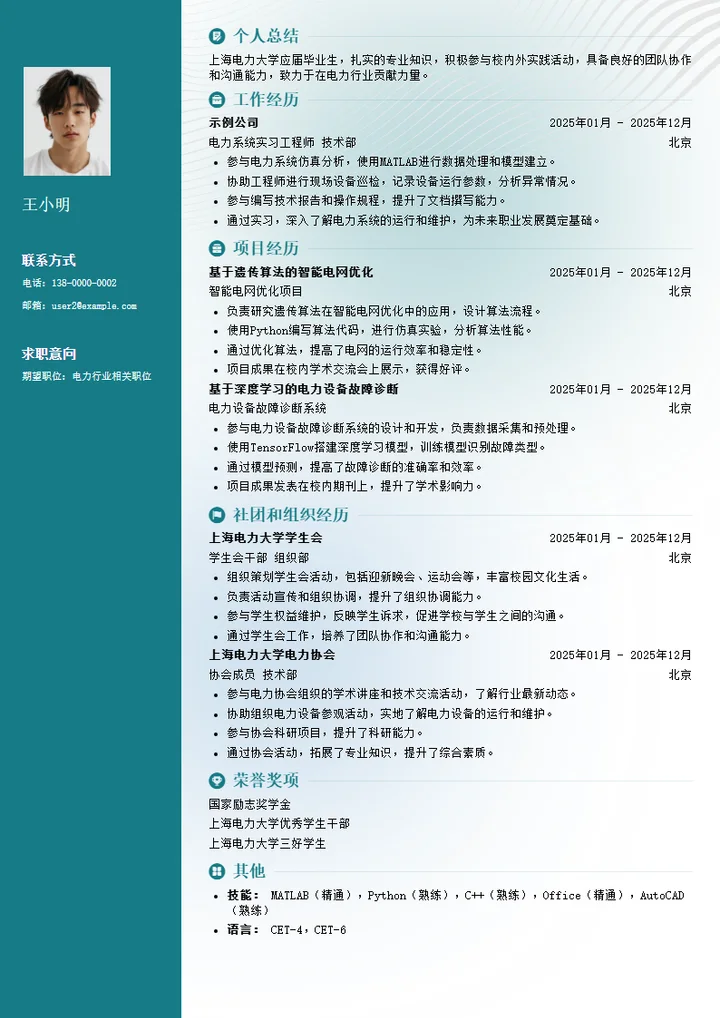 王小明
联系方式
电话：138-0000-0002
邮箱：user2@example.com
求职意向
期望职位：电力行业相关职位
个人总结
上海电力大学应届毕业生，扎实的专业知识，积极参与校内外实践活动，具备良好的团队协作
和沟通能力，致力于在电力行业贡献力量。
工作经历
示例公司 2025年01月 - 2025年12月
电力系统实习工程师 技术部 北京
• 参与电力系统仿真分析，使用MATLAB进行数据处理和模型建立。
• 协助工程师进行现场设备巡检，记录设备运行参数，分析异常情况。
• 参与编写技术报告和操作规程，提升了文档撰写能力。
• 通过实习，深入了解电力系统的运行和维护，为未来职业发展奠定基础。
项目经历
基于遗传算法的智能电网优化 2025年01月 - 2025年12月
智能电网优化项目 北京
• 负责研究遗传算法在智能电网优化中的应用，设计算法流程。
• 使用Python编写算法代码，进行仿真实验，分析算法性能。
• 通过优化算法，提高了电网的运行效率和稳定性。
• 项目成果在校内学术交流会上展示，获得好评。
基于深度学习的电力设备故障诊断 2025年01月 - 2025年12月
电力设备故障诊断系统 北京
• 参与电力设备故障诊断系统的设计和开发，负责数据采集和预处理。
• 使用TensorFlow搭建深度学习模型，训练模型识别故障类型。
• 通过模型预测，提高了故障诊断的准确率和效率。
• 项目成果发表在校内期刊上，提升了学术影响力。
社团和组织经历
上海电力大学学生会 2025年01月 - 2025年12月
学生会干部 组织部 北京
• 组织策划学生会活动，包括迎新晚会、运动会等，丰富校园文化生活。
• 负责活动宣传和组织协调，提升了组织协调能力。
• 参与学生权益维护，反映学生诉求，促进学校与学生之间的沟通。
• 通过学生会工作，培养了团队协作和沟通能力。
上海电力大学电力协会 2025年01月 - 2025年12月
协会成员 技术部 北京
• 参与电力协会组织的学术讲座和技术交流活动，了解行业最新动态。
• 协助组织电力设备参观活动，实地了解电力设备的运行和维护。
• 参与协会科研项目，提升了科研能力。
• 通过协会活动，拓展了专业知识，提升了综合素质。
荣誉奖项
国家励志奖学金
上海电力大学优秀学生干部
上海电力大学三好学生
其他
• 技能： MATLAB（精通），Python（熟练），C++（熟练），Office（精通），AutoCAD
（熟练）
• 语言： CET-4，CET-6